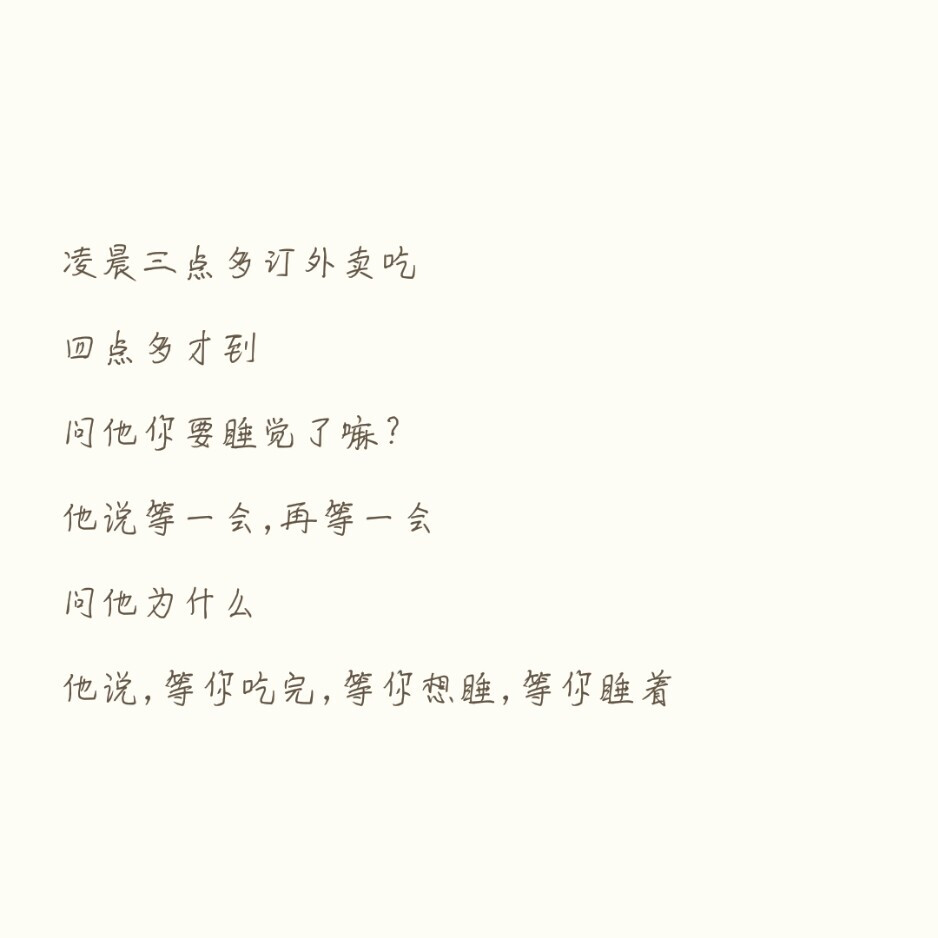 凌晨三点多订外卖吃
四点多才到
问他你要睡觉了嘛?
他说等一会,再等一会
问他为什么
他说,等你吃完,等你想睡,等你睡着